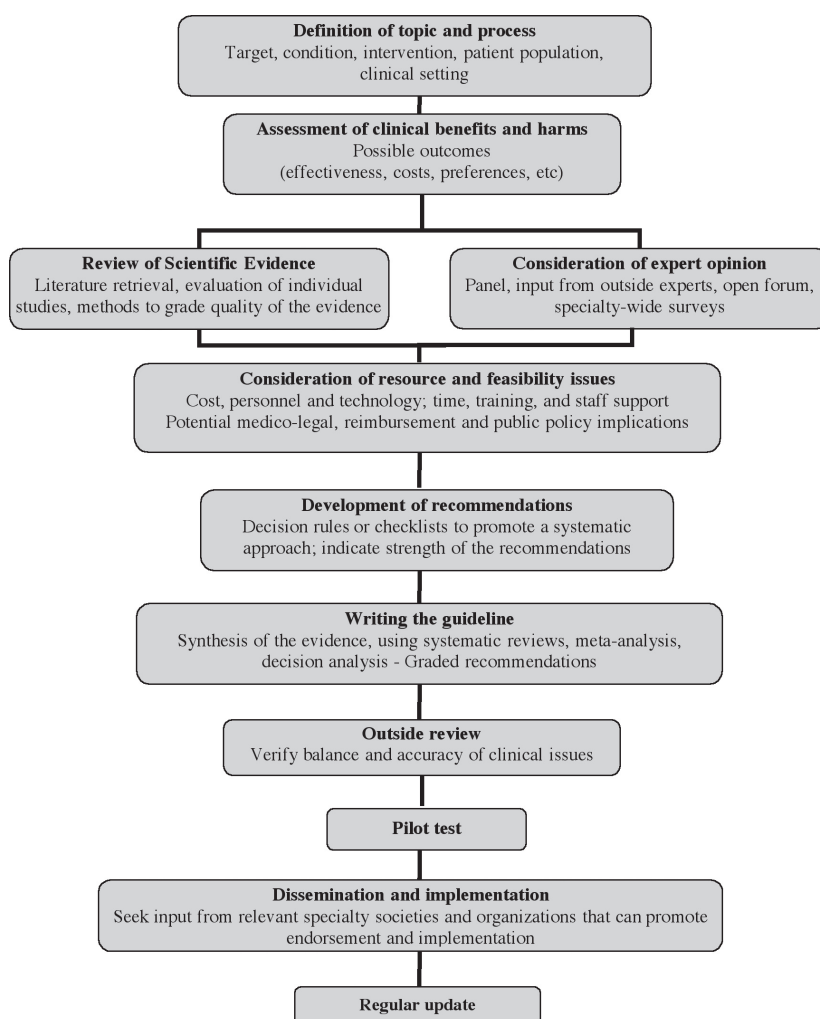 Definition of topic and process
Target, condition, intervention, patient population,
clinical setting
Assessment of clinical benefits and harms
Possible outcomes
(effectiveness, costs, preferences, etc)
Review of Scientific Evidence
Literature retrieval, evaluation of individual
studies, methods to grade quality of the evidence
Consideration of expert opinion
Panel, input from outside experts, open forum,
specialty-wide surveys
Consideration of resource and feasibility issues
Cost, personnel and technology; time, training, and staff support
Potential medico-legal, reimbursement and public policy implications
Development of recommendations
Decision rules or checklists to promote a systematic
approach; indicate strength of the recommendations
Writing the guideline
Synthesis of the evidence, using systematic reviews, meta-analysis,
decision analysis - Graded recommendations
Outside review
Verify balance and accuracy of clinical issues
Pilot test
Dissemination and implementation
Seek input from relevant specialty societies and organizations that can promote
endorsement and implementation
Regular update